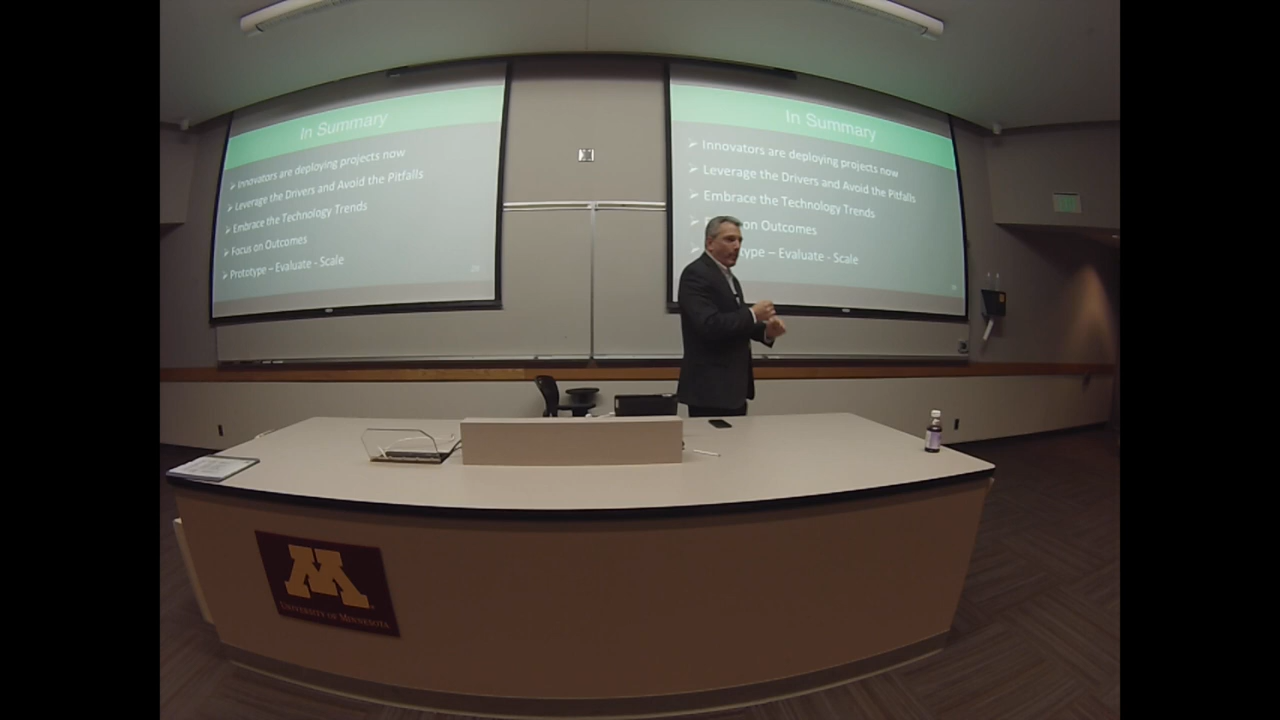 In Summary
Innovators are deploying projects now
Leverage the Drivers and Avoid the Pitfalls
Embrace the Technology Trends
Focus on Outcomes
Prototype – Evaluate - Scale
In Summary
Innovators are deploying projects now
Leverage the Drivers and Avoid the Pitfalls
Embrace the Technology Trends
on Outcomes
type – Evaluate - Scale
M
UNIVERSITY OF MINNESOTA